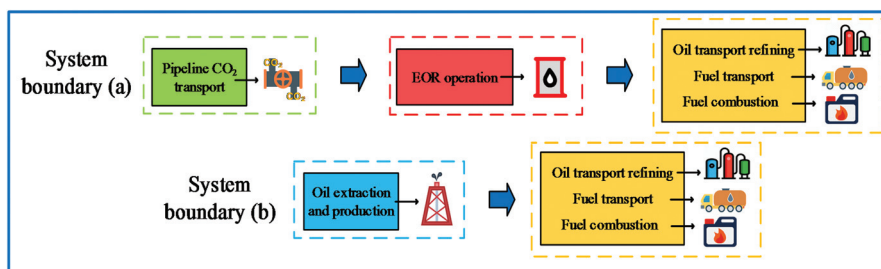 System
boundary (a)
Pipeline CO₂
transport
CO₂
CO₂
EOR operation
Oil transport refining
Fuel transport
Fuel combustion
System
boundary (b)
Oil extraction
and production
Oil transport refining
Fuel transport
Fuel combustion